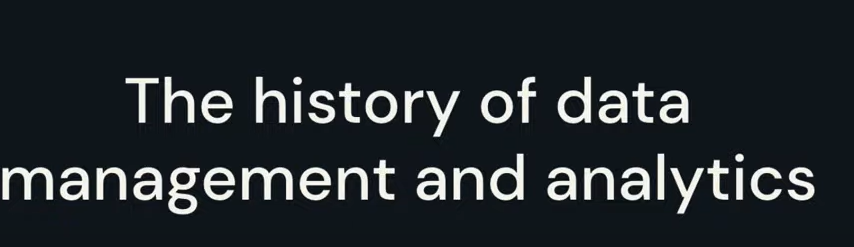 The history of data
management and analytics